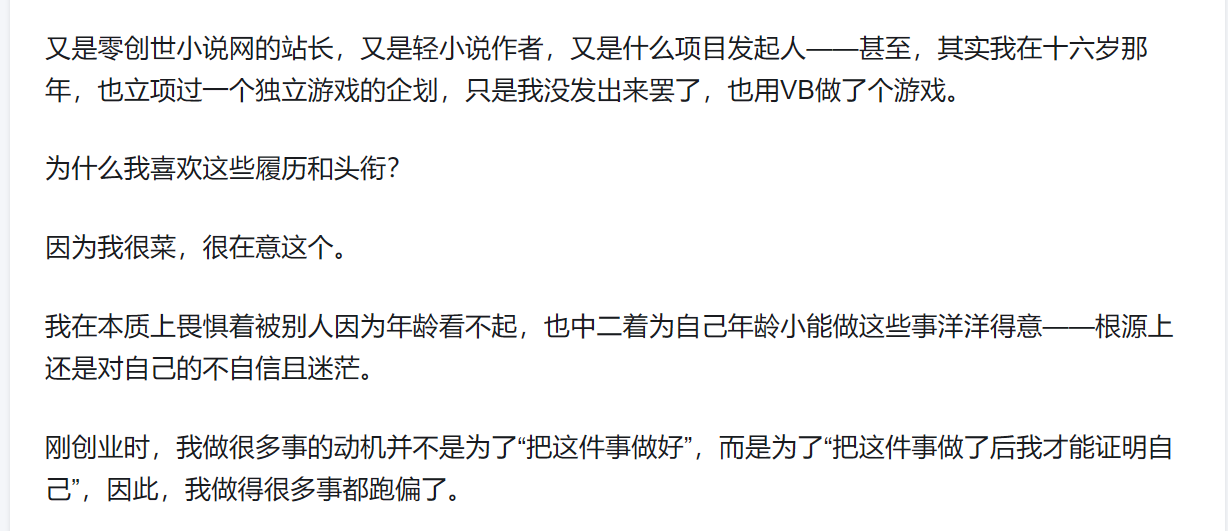 又是零创世小说网的站长，又是轻小说作者，又是什么项目发起人——甚至，其实我在十六岁那
年，也立项过一个独立游戏的企划，只是我没发出来罢了，也用VB做了个游戏。
为什么我喜欢这些履历和头衔？
因为我很菜，很在意这个。
我在本质上畏惧着被别人因为年龄看不起，也中二着为自己年龄小能做这些事洋洋得意——根源上
还是对自己的不自信且迷茫。
刚创业时，我做很多事的动机并不是为了“把这件事做好”，而是为了“把这件事做了后我才能证明自
己”，因此，我做得很多事都跑偏了。